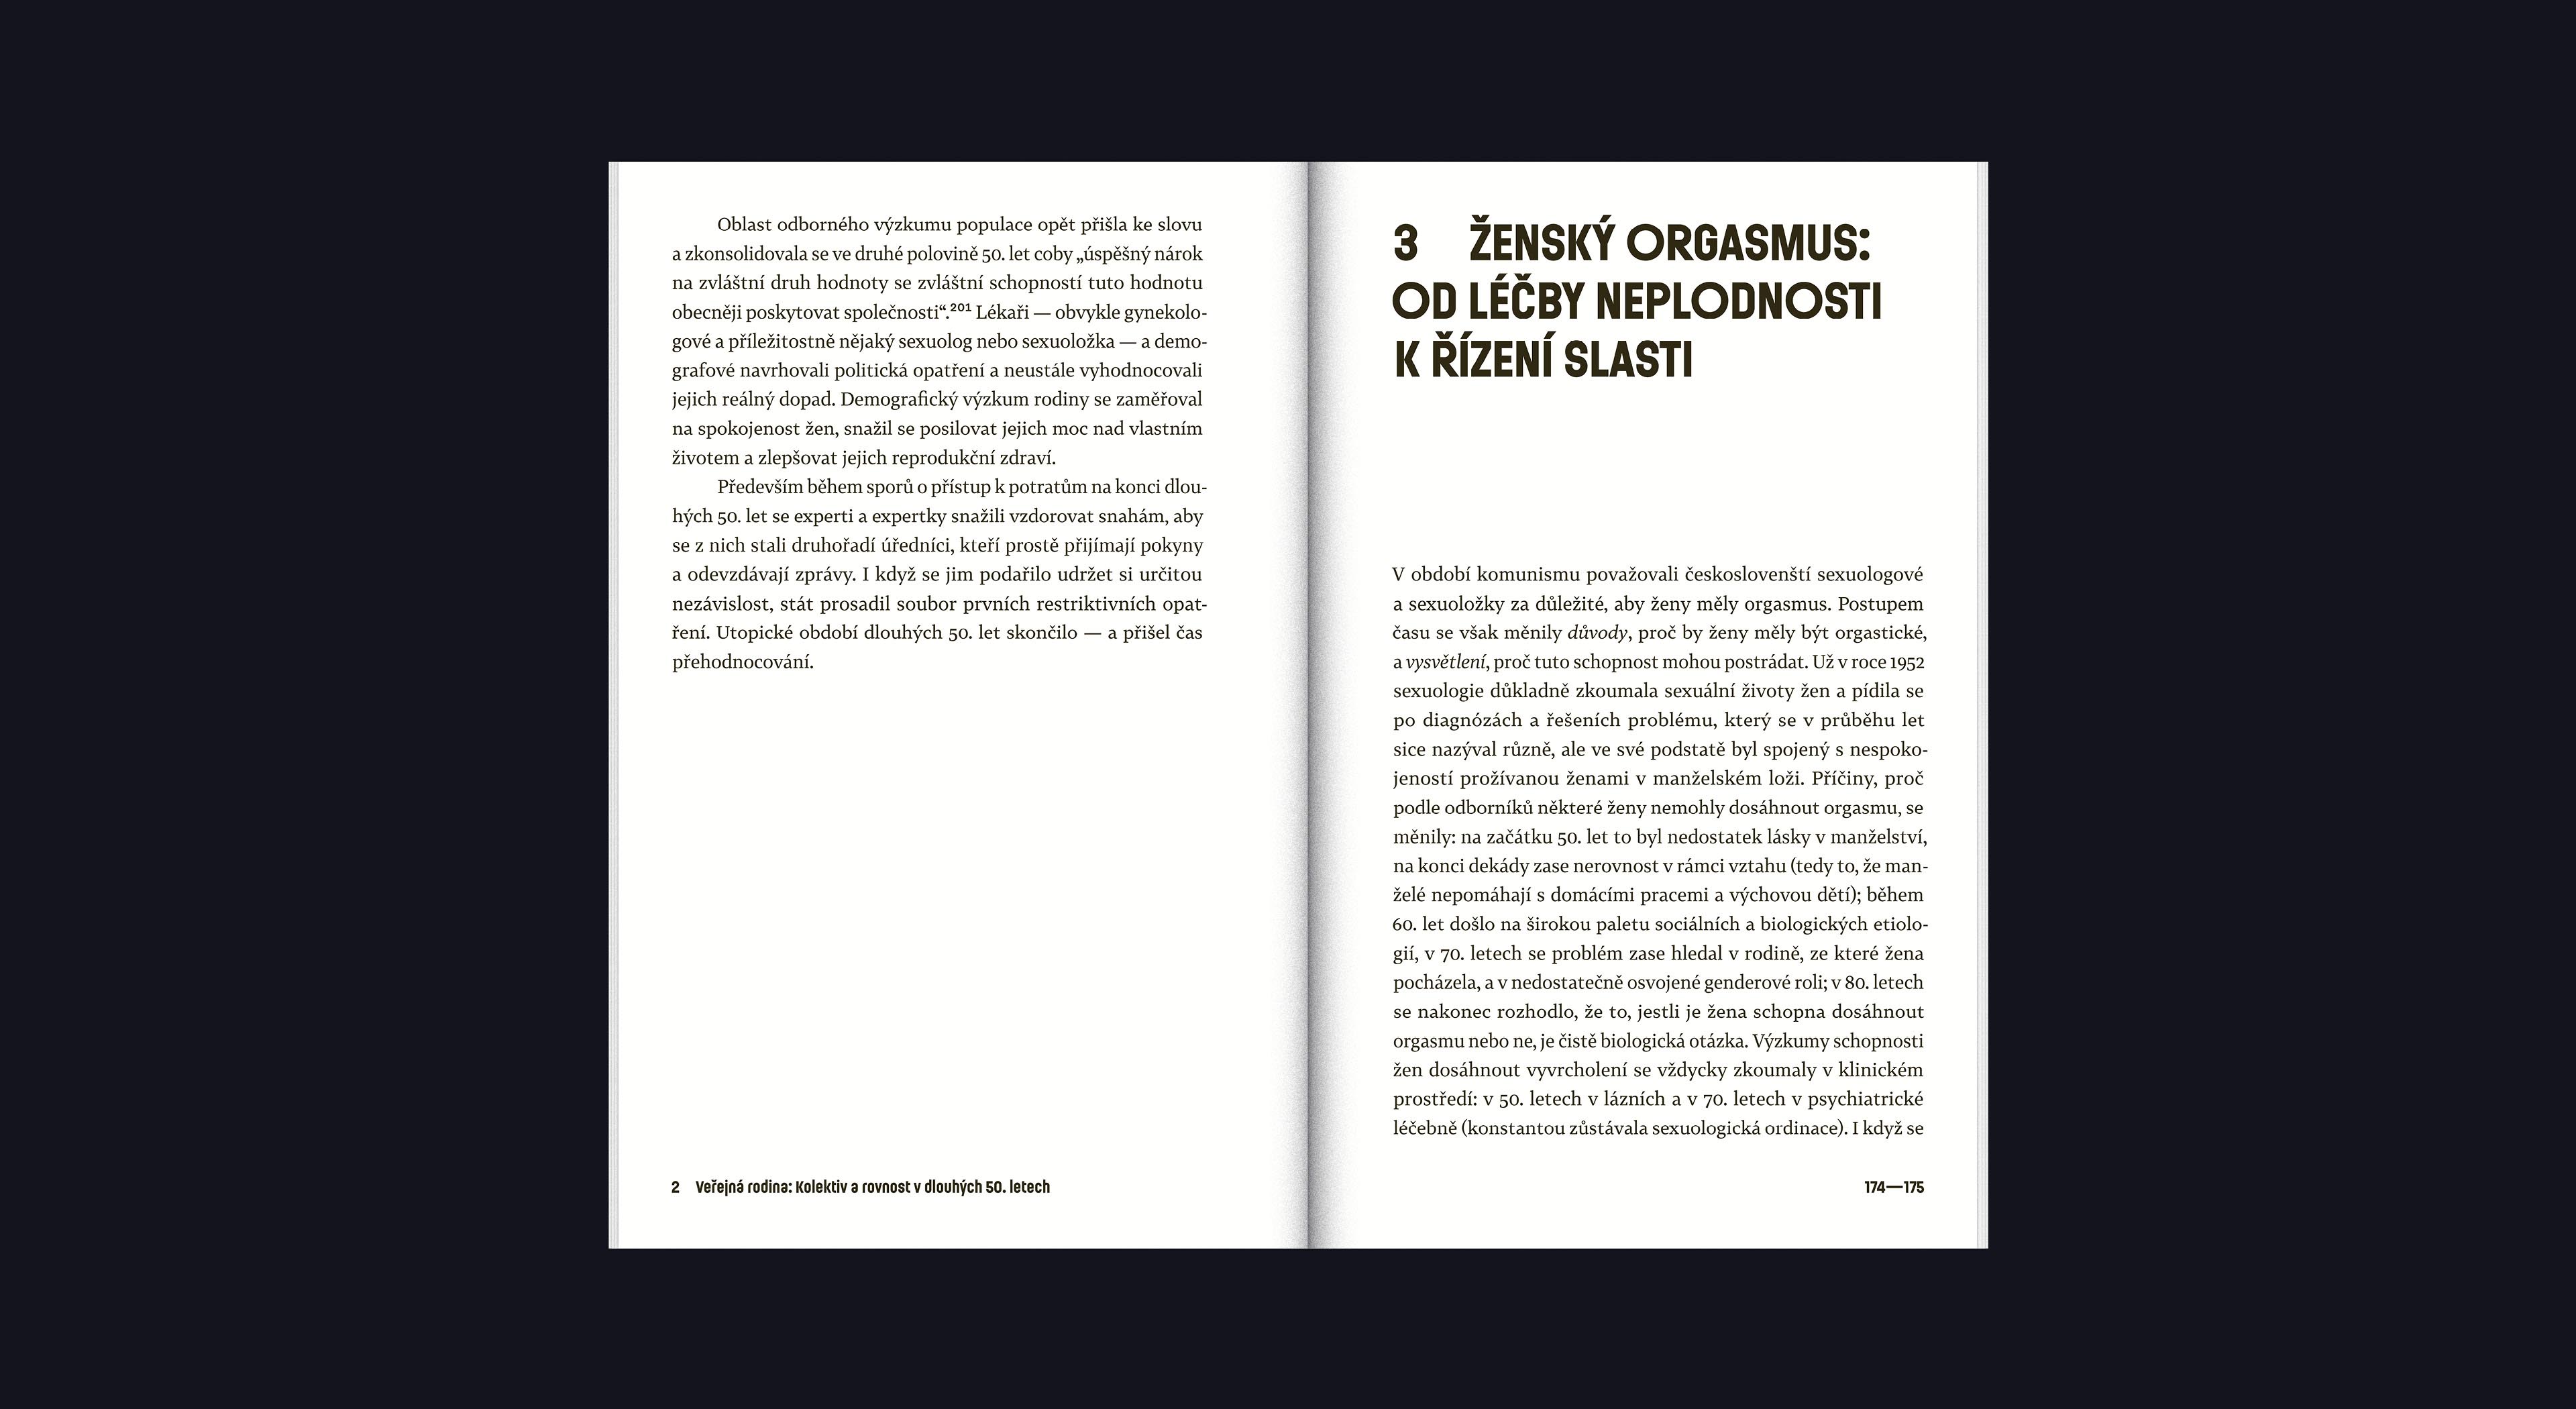 Oblast odborného výzkumu populace opět přišla ke slovu
a zkonsolidovala se ve druhé polovině 50. let coby „úspěšný nárok
na zvláštní druh hodnoty se zvláštní schopností tuto hodnotu
obecněji poskytovat společnosti“.²⁰¹ Lékaři — obvykle gynekolo-
gové a příležitostně nějaký sexuolog nebo sexuoložka — a demo-
grafové navrhovali politická opatření a neustále vyhodnocovali
jejich reálný dopad. Demografický výzkum rodiny se zaměřoval
na spokojenost žen, snažil se posilovat jejich moc nad vlastním
životem a zlepšovat jejich reprodukční zdraví.
Především během sporů o přístup k potratům na konci dlou-
hých 50. let se experti a expertky snažili vzdorovat snahám, aby
se z nich stali druhořadí úředníci, kteří prostě přijímají pokyny
a odevzdávají zprávy. I když se jim podařilo udržet si určitou
nezávislost, stát prosadil soubor prvních restriktivních opat-
ření. Utopické období dlouhých 50. let skončilo — a přišel čas
přehodnocování.
2 Veřejná rodina: Kolektiv a rovnost v dlouhých 50. letech
3 ŽENSKÝ ORGASMUS:
OD LÉČBY NEPLODNOSTI
K ŘÍZENÍ SLASTI
V období komunismu považovali českoslovenští sexuologové
a sexuoložky za důležité, aby ženy měly orgasmus. Postupem
času se však měnily důvody, proč by ženy měly být orgastické,
a vysvětlení, proč tuto schopnost mohou postrádat. Už v roce 1952
sexuologie důkladně zkoumala sexuální životy žen a pídila se
po diagnózách a řešeních problému, který se v průběhu let
sice nazýval různě, ale ve své podstatě byl spojený s nespoko-
jeností prožívanou ženami v manželském loži. Příčiny, proč
podle odborníků některé ženy nemohly dosáhnout orgasmu, se
měnily: na začátku 50. let to byl nedostatek lásky v manželství,
na konci dekády zase nerovnost v rámci vztahu (tedy to, že man-
želé nepomáhají s domácími pracemi a výchovou dětí); během
60. let došlo na širokou paletu sociálních a biologických etiolo-
gií, v 70. letech se problém zase hledal v rodině, ze které žena
pocházela, a v nedostatečně osvojené genderové roli; v 80. letech
se nakonec rozhodlo, že to, jestli je žena schopna dosáhnout
orgasmu nebo ne, je čistě biologická otázka. Výzkumy schopnosti
žen dosáhnout vyvrcholení se vždycky zkoumaly v klinickém
prostředí: v 50. letech v lázních a v 70. letech v psychiatrické
léčebně (konstantou zůstávala sexuologická ordinace). I když se
174—175